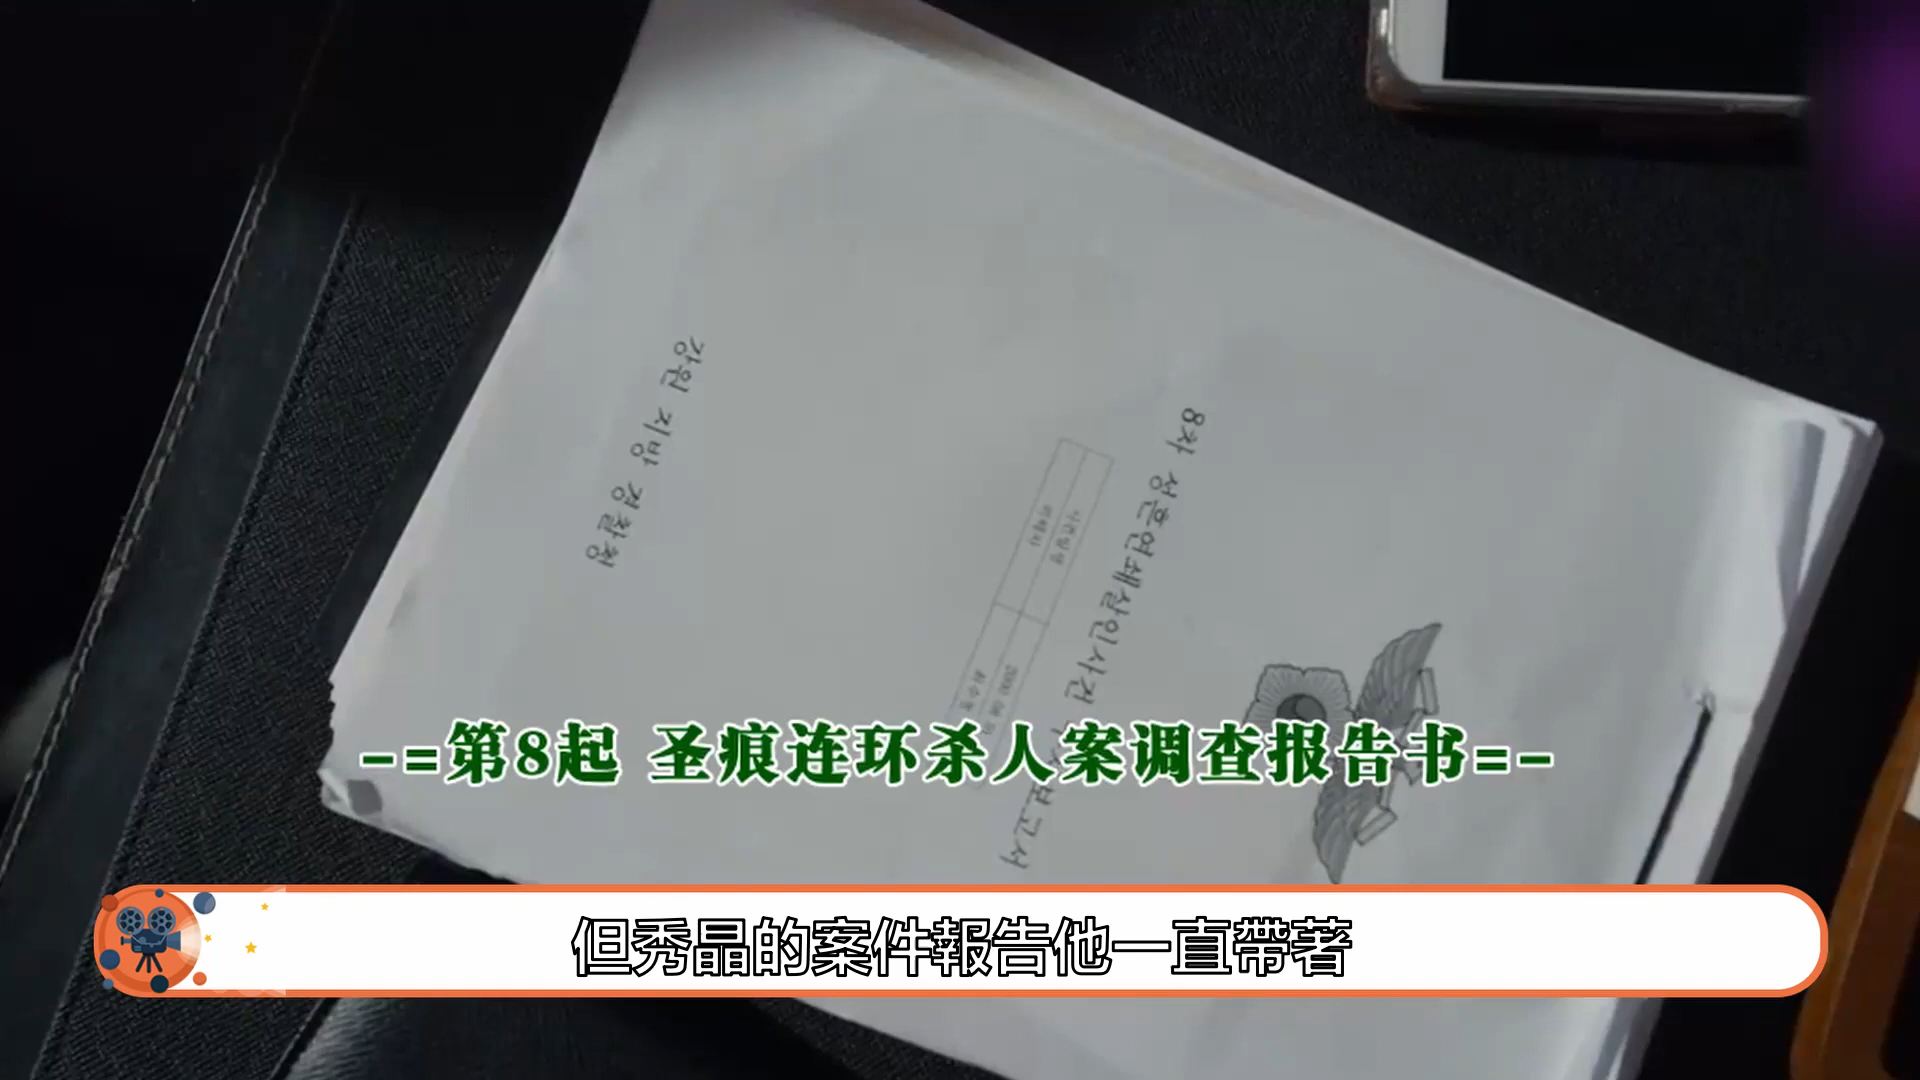 8차 성흔연쇄살인사건
보고서
강원 지방 경찰청
-=第8起 圣痕连环杀人案调查报告书=-
但秀晶的案件報告他一直帶著